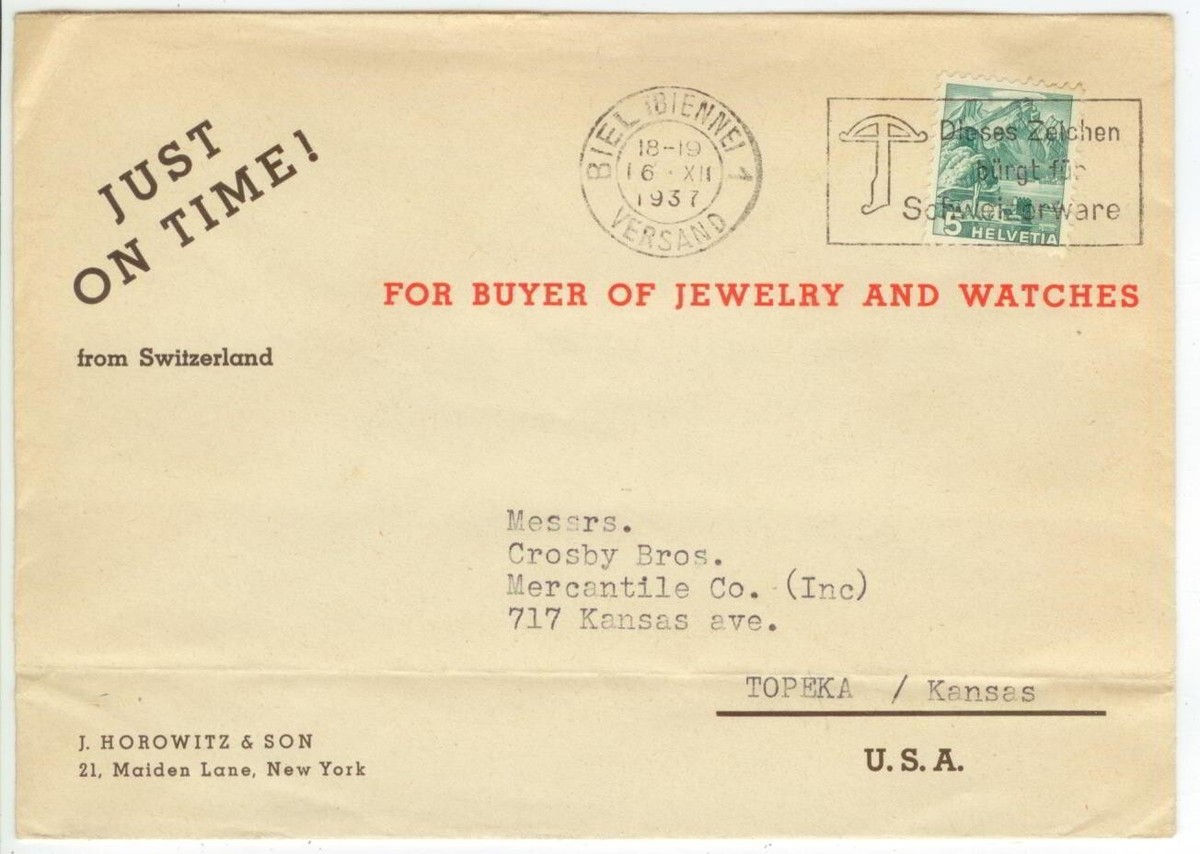 JUST
ON TIME!
from Switzerland
BIEL (BIENNE) 1
18-19
16 · XII
1937
VERSAND
Dieses Zeichen
bürgt für
Schweizerware
5 HELVETIA
FOR BUYER OF JEWELRY AND WATCHES
Messrs.
Crosby Bros.
Mercantile Co. (Inc)
717 Kansas ave.
TOPEKA / Kansas
U.S.A.
J. HOROWITZ & SON
21, Maiden Lane, New York